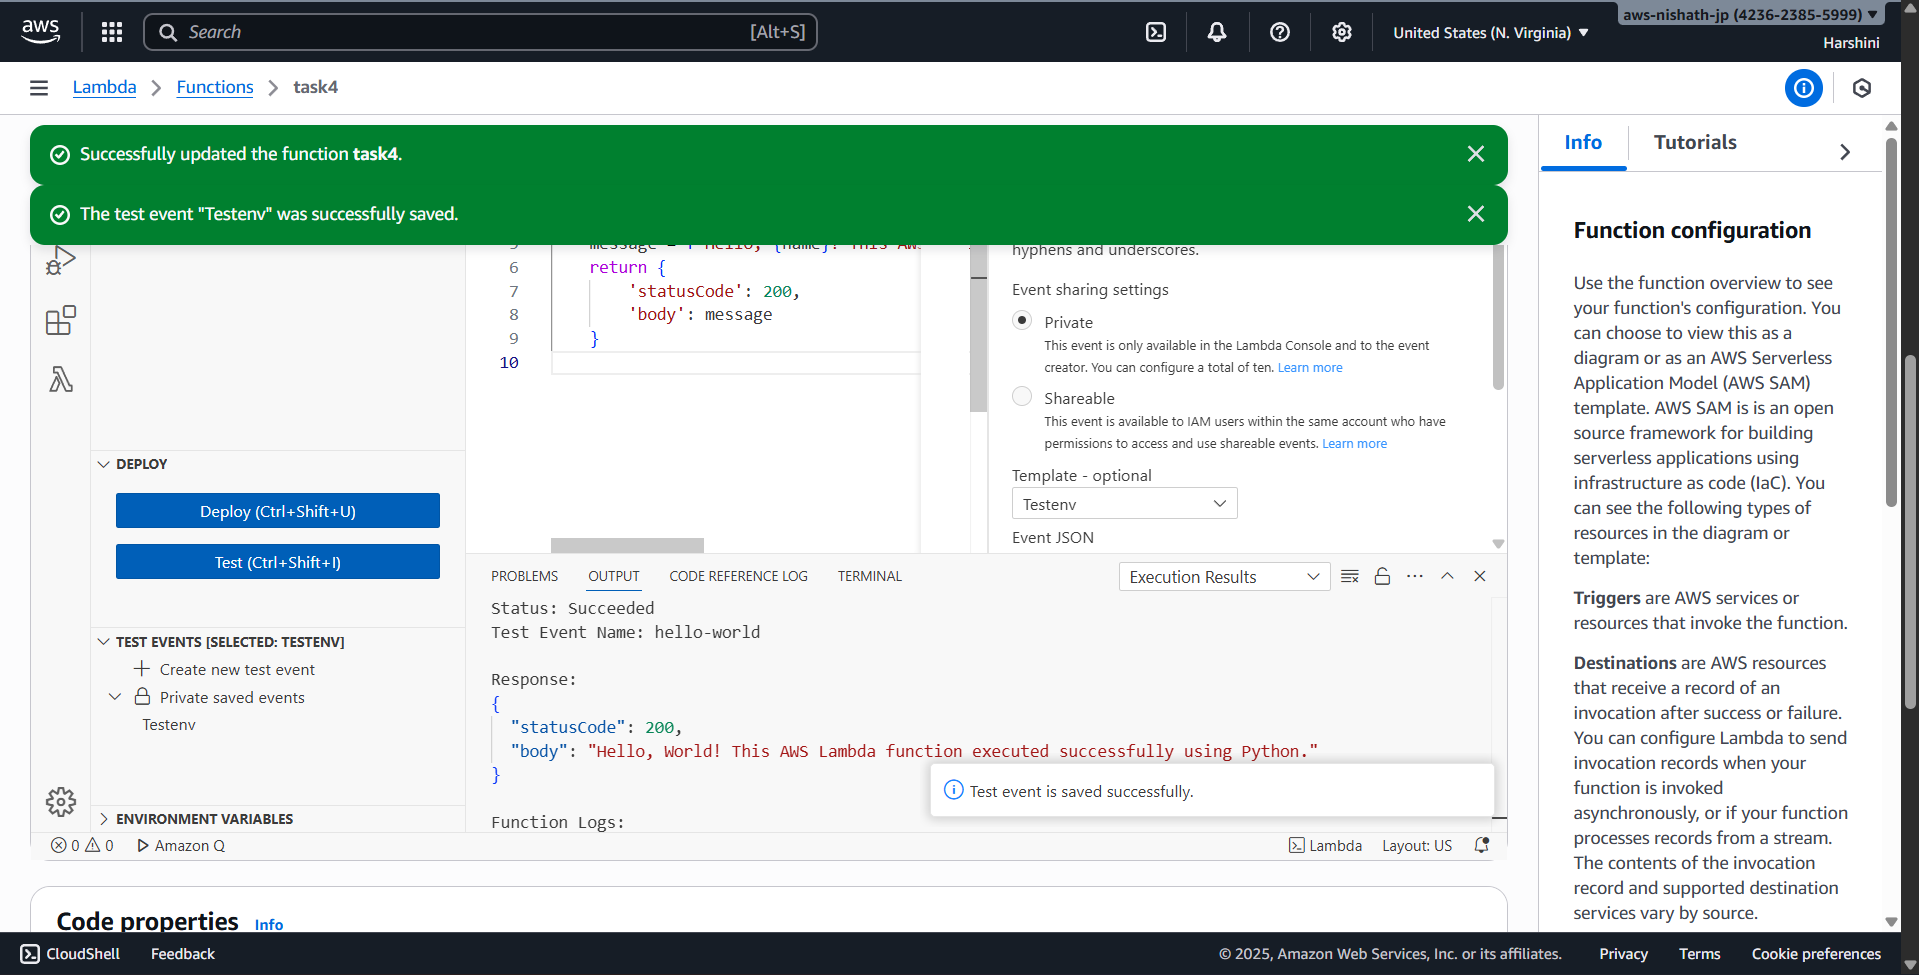 aws
Search
[Alt+S]
United States (N. Virginia) ▼
aws-nishath-jp (4236-2385-5999) ▼
Harshini
Lambda
Functions
task4
Successfully updated the function task4.
The test event "Testenv" was successfully saved.
6
return {
7
'statusCode': 200,
8
'body': message
9
}
10
DEPLOY
Deploy (Ctrl+Shift+U)
Test (Ctrl+Shift+I)
TEST EVENTS [SELECTED: TESTENV]
Create new test event
Private saved events
Testenv
ENVIRONMENT VARIABLES
hyphens and underscores.
Event sharing settings
Private
This event is only available in the Lambda Console and to the event
creator. You can configure a total of ten. Learn more
Shareable
This event is available to IAM users within the same account who have
permissions to access and use shareable events. Learn more
Template - optional
Testenv
Event JSON
PROBLEMS
OUTPUT
CODE REFERENCE LOG
TERMINAL
Execution Results
Status: Succeeded
Test Event Name: hello-world
Response:
{
"statusCode": 200,
"body": "Hello, World! This AWS Lambda function executed successfully using Python."
}
Function Logs:
Test event is saved successfully.
0
0
Amazon Q
Lambda
Layout: US
Code properties
Info
Info
Tutorials
Function configuration
Use the function overview to see
your function's configuration. You
can choose to view this as a
diagram or as an AWS Serverless
Application Model (AWS SAM)
template. AWS SAM is is an open
source framework for building
serverless applications using
infrastructure as code (IaC). You
can see the following types of
resources in the diagram or
template:
Triggers are AWS services or
resources that invoke the function.
Destinations are AWS resources
that receive a record of an
invocation after success or failure.
You can configure Lambda to send
invocation records when your
function is invoked
asynchronously, or if your function
processes records from a stream.
The contents of the invocation
record and supported destination
services vary by source.
CloudShell
Feedback
© 2025, Amazon Web Services, Inc. or its affiliates.
Privacy
Terms
Cookie preferences